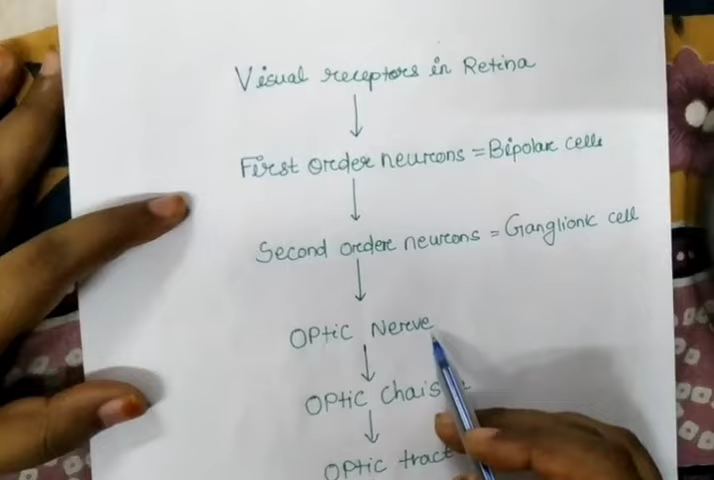 Visual receptors in Retina
First order neurons = Bipolar cells
Second order neurons = Ganglionic cell
OPtic Nerve
OPtic
OPtic tract